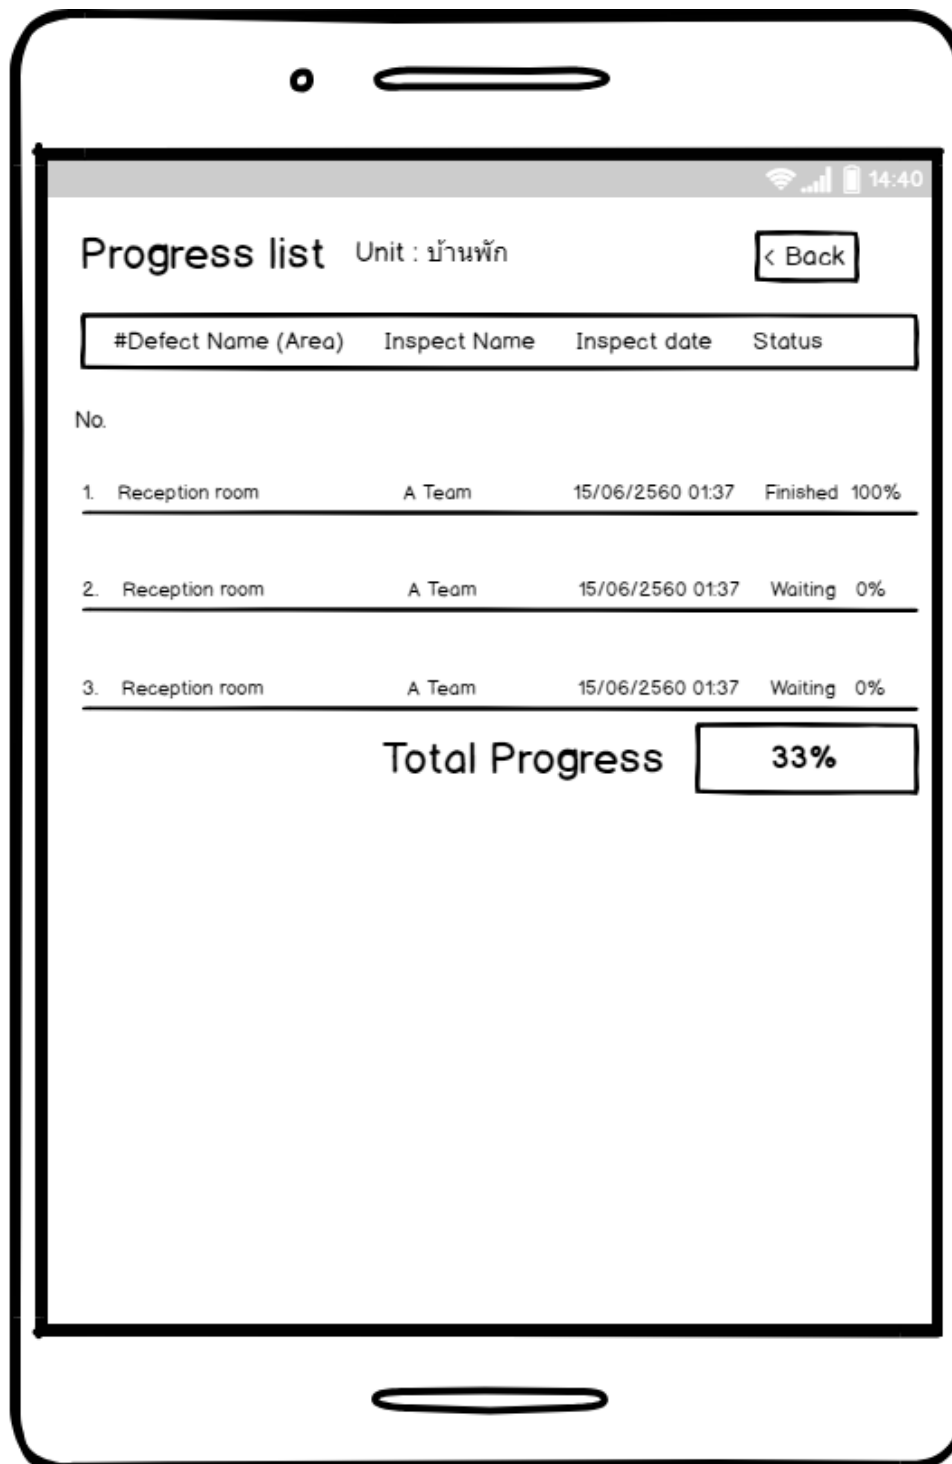 14:40
Progress list Unit : บ้านพัก < Back
#Defect Name (Area) Inspect Name Inspect date Status
No.
1. Reception room A Team 15/06/2560 01:37 Finished 100%
2. Reception room A Team 15/06/2560 01:37 Waiting 0%
3. Reception room A Team 15/06/2560 01:37 Waiting 0%
Total Progress 33%